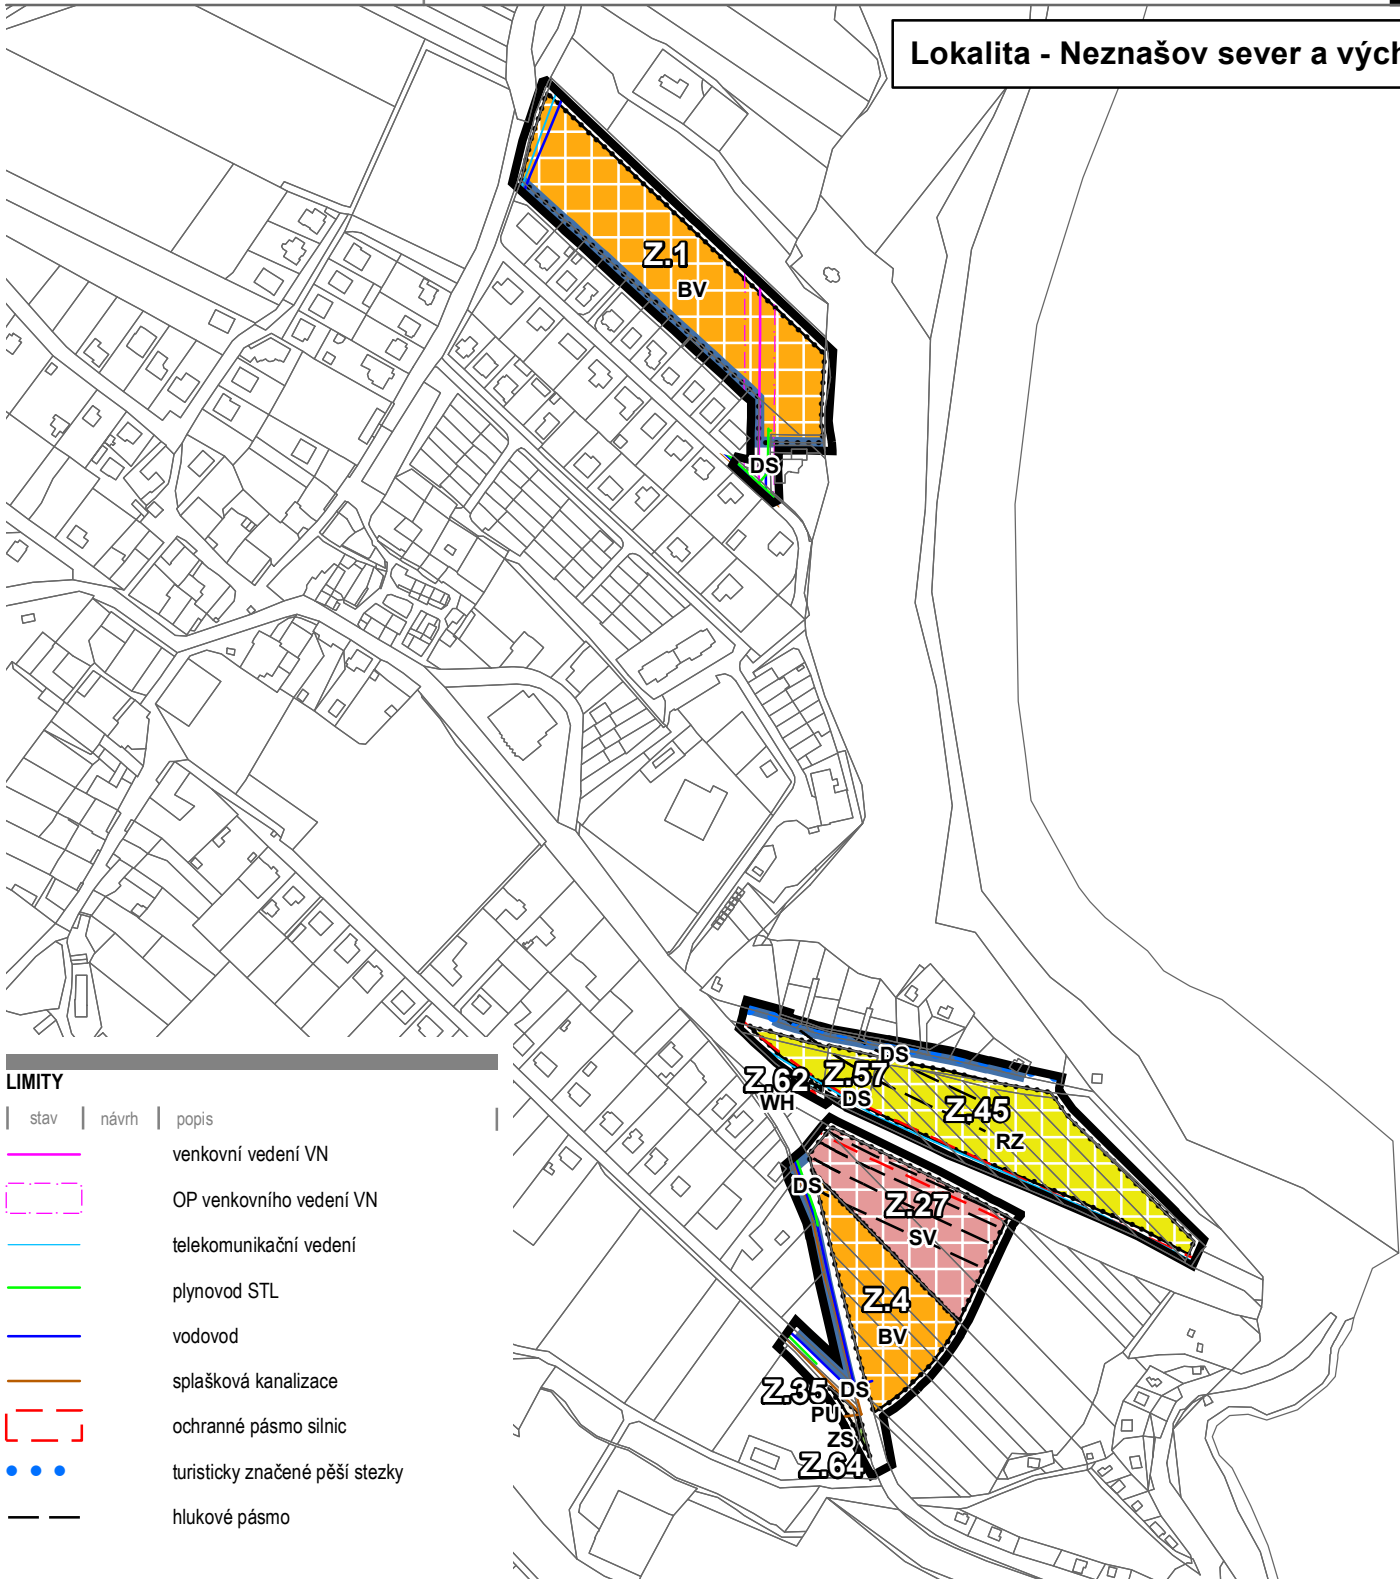 Lokalita - Neznašov sever a vých
Z.1
BV
DS
DS
Z.57
Z.62
DS
WH
Z.45
RZ
DS
Z.27
SV
Z.4
BV
Z.35
DS
PU
ZS
Z.64
LIMITY
stav návrh popis
venkovní vedení VN
OP venkovního vedení VN
telekomunikační vedení
plynovod STL
vodovod
splašková kanalizace
ochranné pásmo silnic
turisticky značené pěší stezky
hlukové pásmo